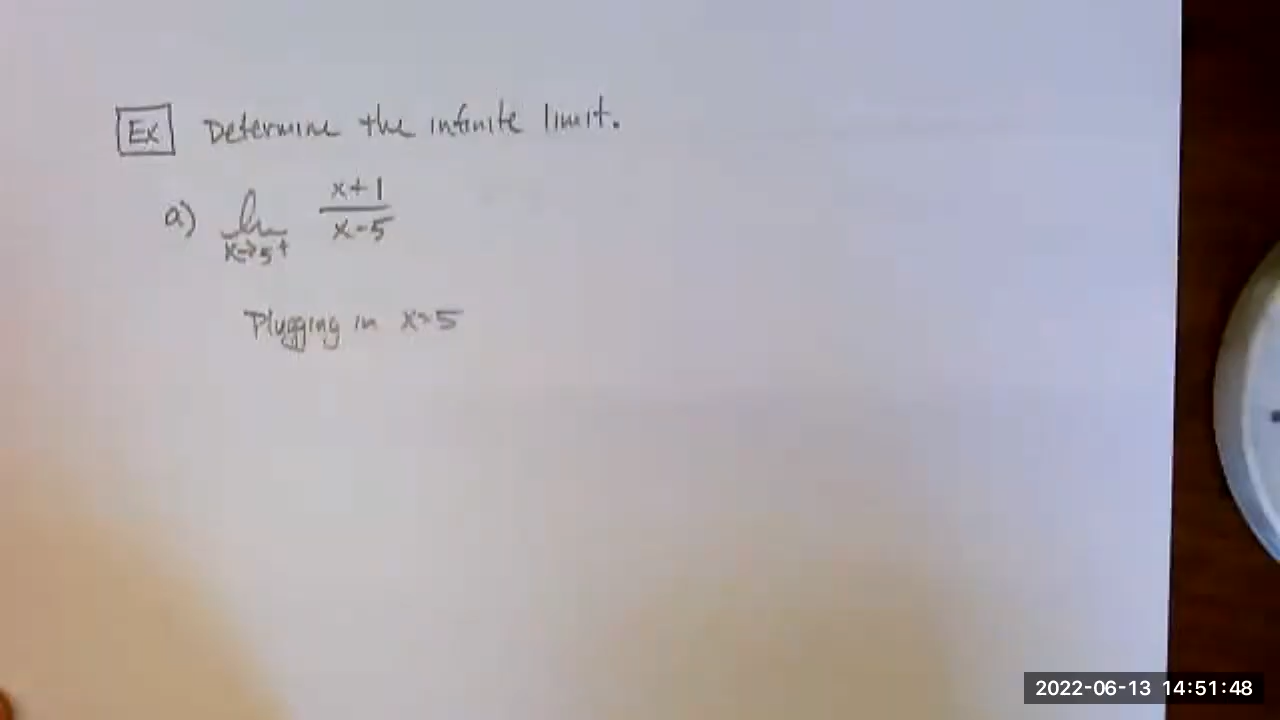 Ex Determine the infinite limit.
a) lim x→5⁺ x+1 / x-5
Plugging in x=5
2022-06-13 14:51:48